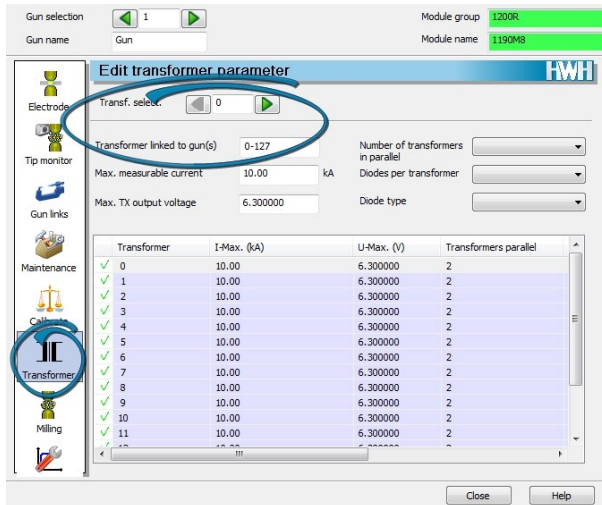 Gun selection 1 Module group 1200R
Gun name Gun Module name 1190M8
Edit transformer parameter HWH
Electrode
Transf. select. 0
Tip monitor
Transformer linked to gun(s) 0-127 Number of transformers in parallel
Max. measurable current 10.00 kA Diodes per transformer
Max. TX output voltage 6.300000 Diode type
Gun links
Maintenance
Calibrate
Transformer
Milling
Transformer I-Max. (kA) U-Max. (V) Transformers parallel
0 10.00 6.300000 2
1 10.00 6.300000 2
2 10.00 6.300000 2
3 10.00 6.300000 2
4 10.00 6.300000 2
5 10.00 6.300000 2
6 10.00 6.300000 2
7 10.00 6.300000 2
8 10.00 6.300000 2
9 10.00 6.300000 2
10 10.00 6.300000 2
11 10.00 6.300000 2
Close Help